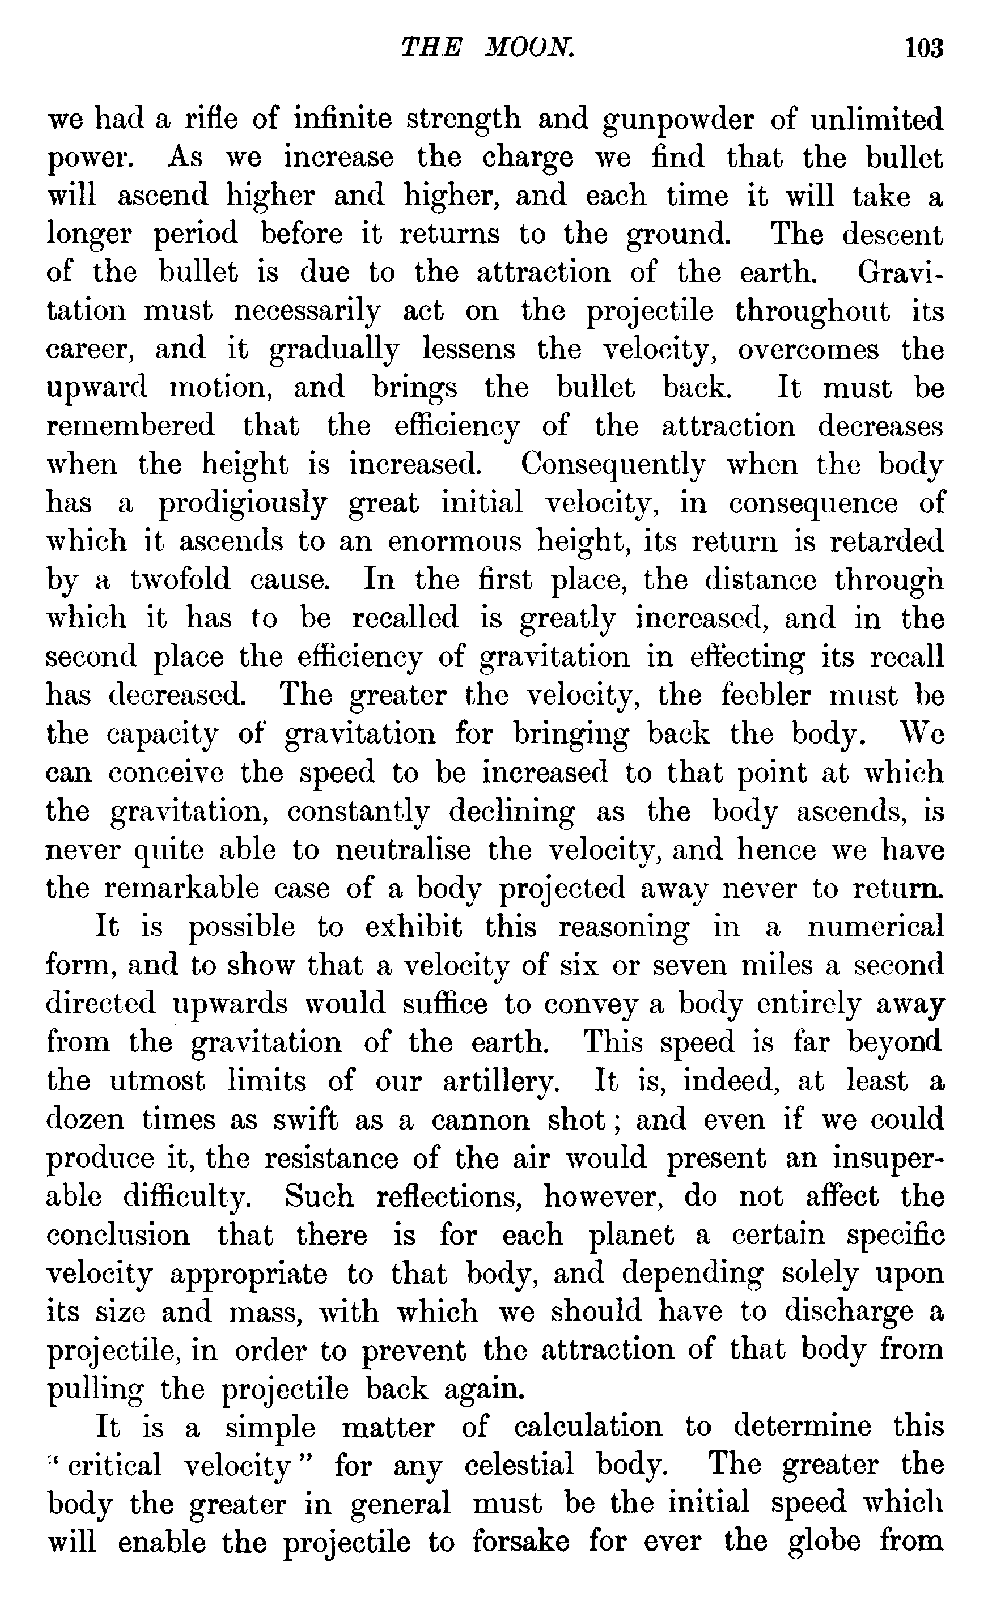 THE MOON. 103
we had a rifle of infinite strength and gunpowder of unlimited
power. As we increase the charge we find that the bullet
will ascend higher and higher, and each time it will take a
longer period before it returns to the ground. The descent
of the bullet is due to the attraction of the earth. Gravi-
tation must necessarily act on the projectile throughout its
career, and it gradually lessens the velocity, overcomes the
upward motion, and brings the bullet back. It must be
remembered that the efficiency of the attraction decreases
when the height is increased. Consequently when the body
has a prodigiously great initial velocity, in consequence of
which it ascends to an enormous height, its return is retarded
by a twofold cause. In the first place, the distance through
which it has to be recalled is greatly increased, and in the
second place the efficiency of gravitation in effecting its recall
has decreased. The greater the velocity, the feebler must be
the capacity of gravitation for bringing back the body. We
can conceive the speed to be increased to that point at which
the gravitation, constantly declining as the body ascends, is
never quite able to neutralise the velocity, and hence we have
the remarkable case of a body projected away never to return.
It is possible to exhibit this reasoning in a numerical
form, and to show that a velocity of six or seven miles a second
directed upwards would suffice to convey a body entirely away
from the gravitation of the earth. This speed is far beyond
the utmost limits of our artillery. It is, indeed, at least a
dozen times as swift as a cannon shot; and even if we could
produce it, the resistance of the air would present an insuper-
able difficulty. Such reflections, however, do not affect the
conclusion that there is for each planet a certain specific
velocity appropriate to that body, and depending solely upon
its size and mass, with which we should have to discharge a
projectile, in order to prevent the attraction of that body from
pulling the projectile back again.
It is a simple matter of calculation to determine this
"critical velocity" for any celestial body. The greater the
body the greater in general must be the initial speed which
will enable the projectile to forsake for ever the globe from